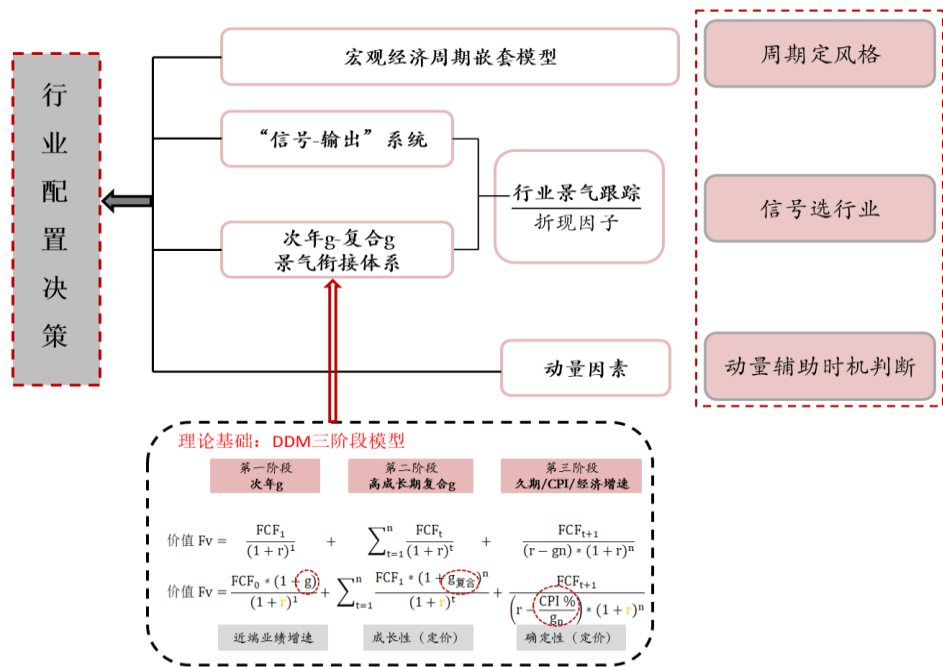 行业配置决策
宏观经济周期嵌套模型
“信号-输出”系统
次年g-复合g
景气衔接体系
行业景气跟踪
折现因子
动量因素
周期定风格
信号选行业
动量辅助时机判断
理论基础：DDM三阶段模型
第一阶段
次年g
第二阶段
高成长期复合g
第三阶段
久期/CPI/经济增速
价值 Fv = FCF₁/(1 + r)¹ + ∑ₜ₌₁ⁿ FCFₜ/(1 + r)ᵗ + FCFₜ₊₁/((r − gn) ∗ (1 + r)ⁿ)
价值 Fv = FCF₀ ∗ (1 + g)/(1 + r)¹ + ∑ₜ₌₁ⁿ FCF₁ ∗ (1 + g复合)ⁿ/(1 + r)ᵗ + FCFₜ₊₁/((r − CPI %/gₙ) ∗ (1 + r)ⁿ)
近端业绩增速
成长性（定价）
确定性（定价）